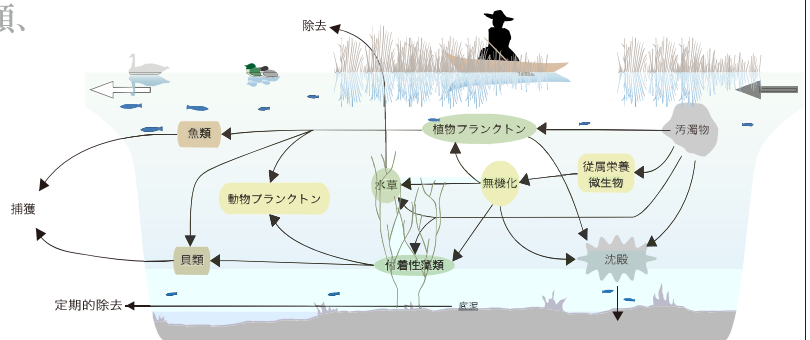 類、
除去
植物プランクトン
汚濁物
魚類
従属栄養
微生物
無機化
水草
動物プランクトン
捕獲
貝類
付着性藻類
沈殿
定期的除去
底泥